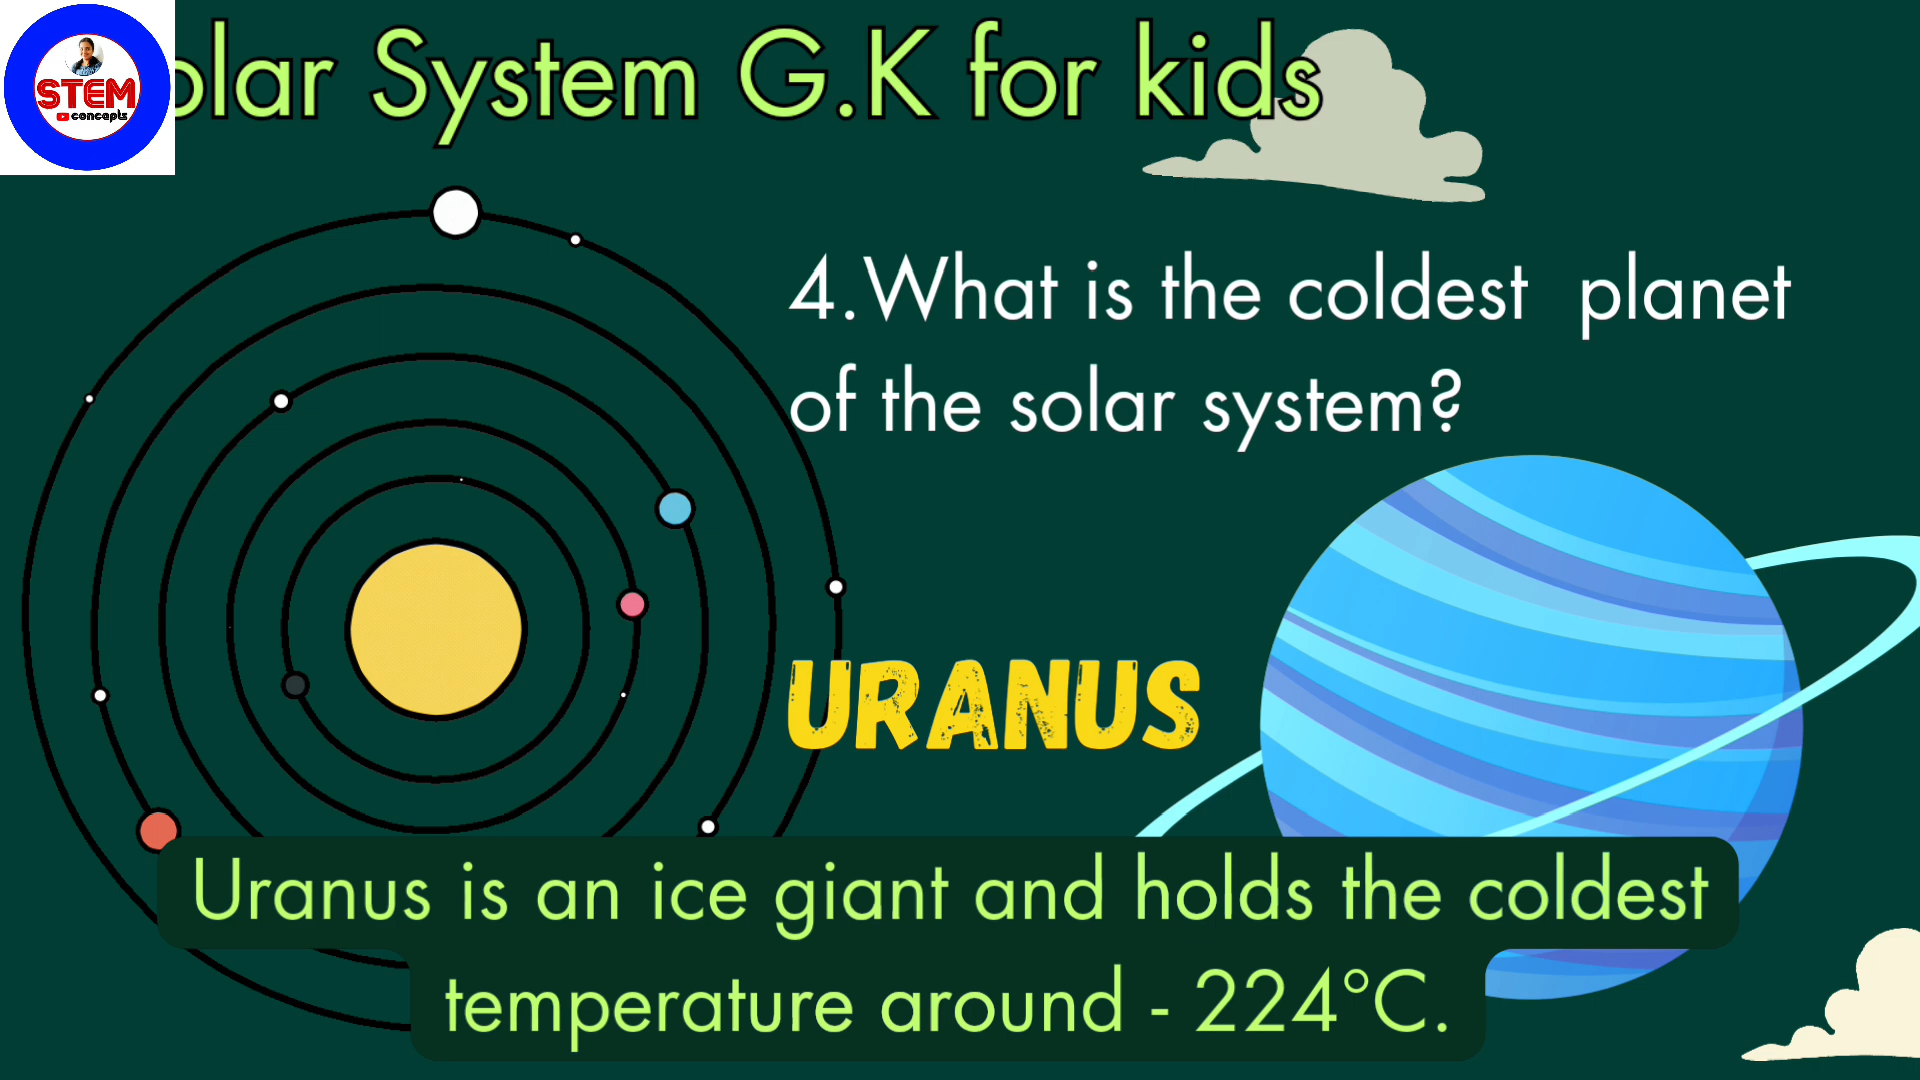 STEM
concepts
olar System G.K for kids
4.What is the coldest planet
of the solar system?
URANUS
Uranus is an ice giant and holds the coldest
temperature around - 224°C.